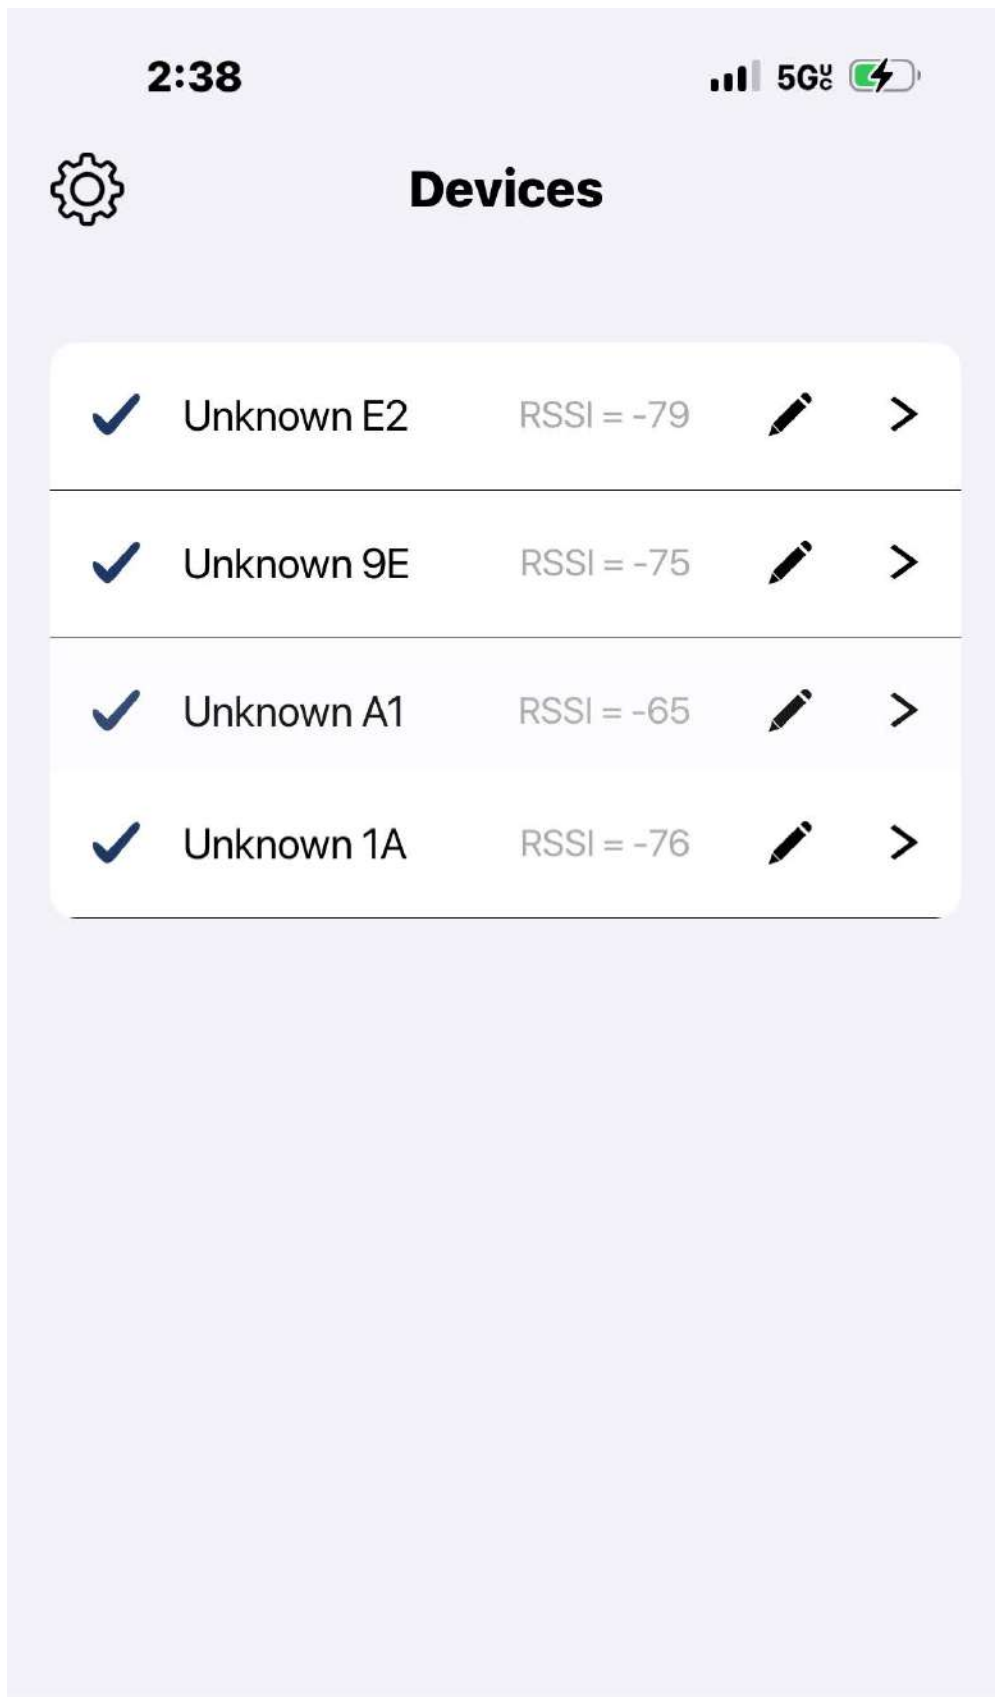 2:38 5G UC
Devices
Unknown E2 RSSI = -79
Unknown 9E RSSI = -75
Unknown A1 RSSI = -65
Unknown 1A RSSI = -76